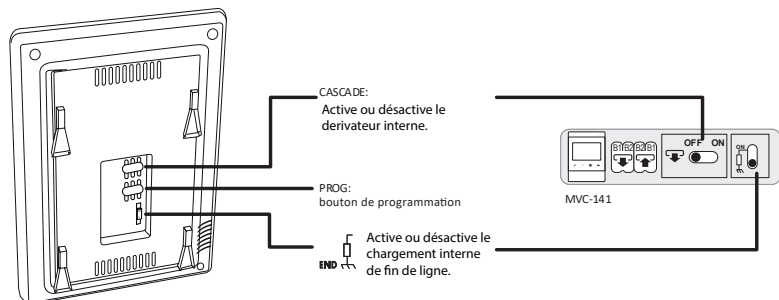 CASCADE:
Active ou désactive le
derivateur interne.
PROG:
bouton de programmation
END
Active ou désactive le
chargement interne
de fin de ligne.
B1 B2 B2 B1
OFF ON
ON
MVC-141